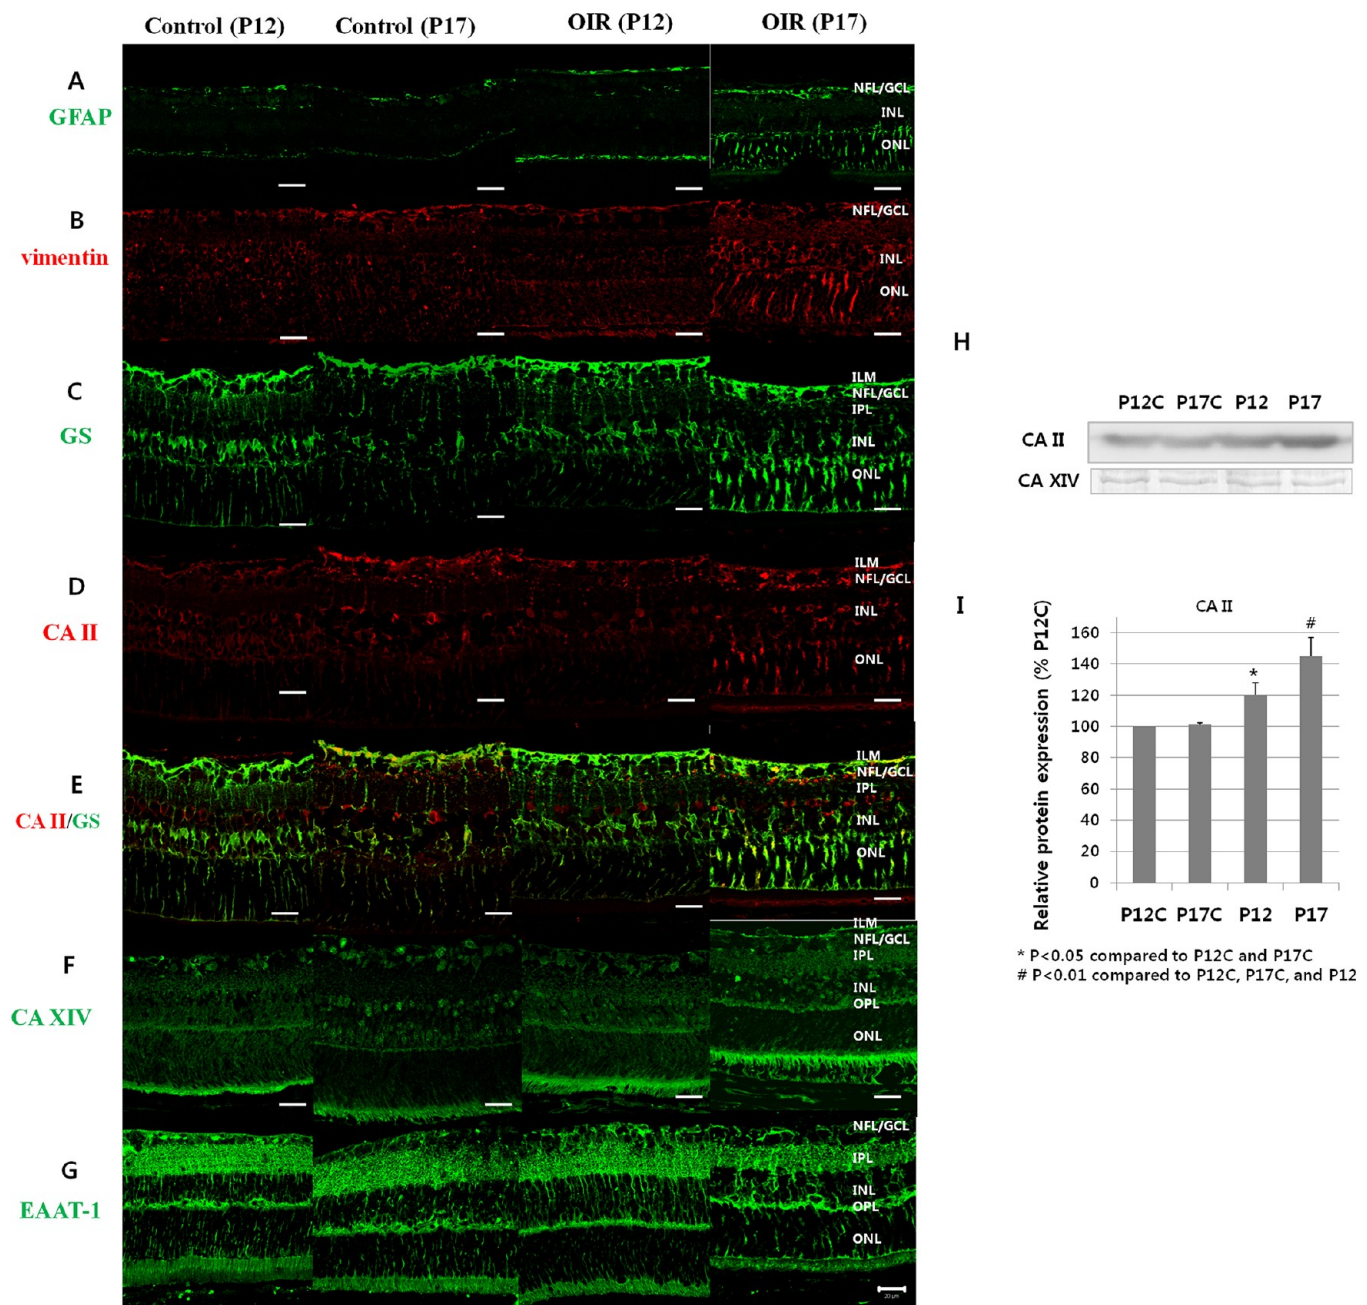 Control (P12) Control (P17) OIR (P12) OIR (P17)
A
GFAP
NFL/GCL
INL
ONL
B
vimentin
NFL/GCL
INL
ONL
C
GS
ILM
NFL/GCL
IPL
INL
ONL
D
CA II
ILM
NFL/GCL
INL
ONL
E
CA II/GS
ILM
NFL/GCL
IPL
INL
ONL
F
CA XIV
ILM
NFL/GCL
IPL
INL
OPL
ONL
G
EAAT-1
NFL/GCL
IPL
INL
OPL
ONL
20 µm
H
P12C P17C P12 P17
CA II
CA XIV
I
CA II
Relative protein expression (% P12C)
160
140
120
100
80
60
40
20
0
*
#
P12C P17C P12 P17
* P<0.05 compared to P12C and P17C
# P<0.01 compared to P12C, P17C, and P12